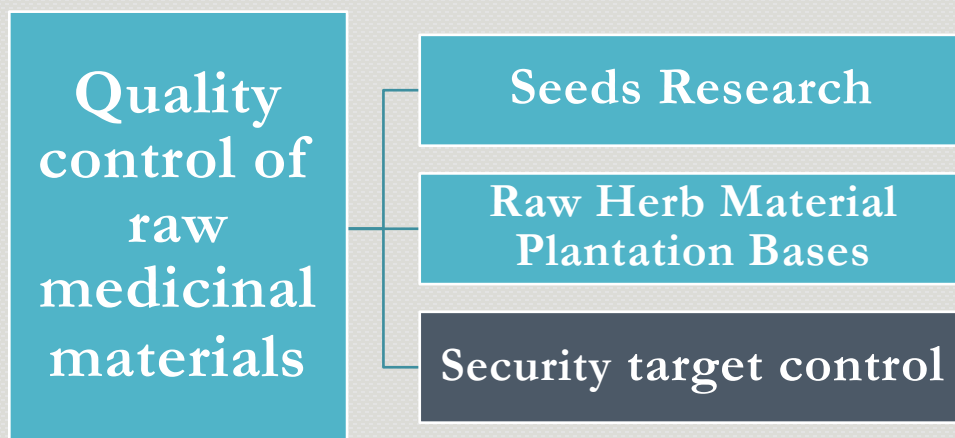 Quality
control of
raw
medicinal
materials
Seeds Research
Raw Herb Material
Plantation Bases
Security target control